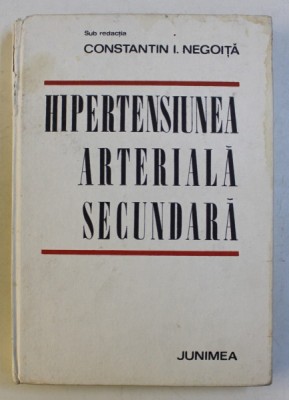 Sub redacția
CONSTANTIN I. NEGOIȚĂ
HIPERTENSIUNEA
ARTERIALĂ
SECUNDARĂ
JUNIMEA